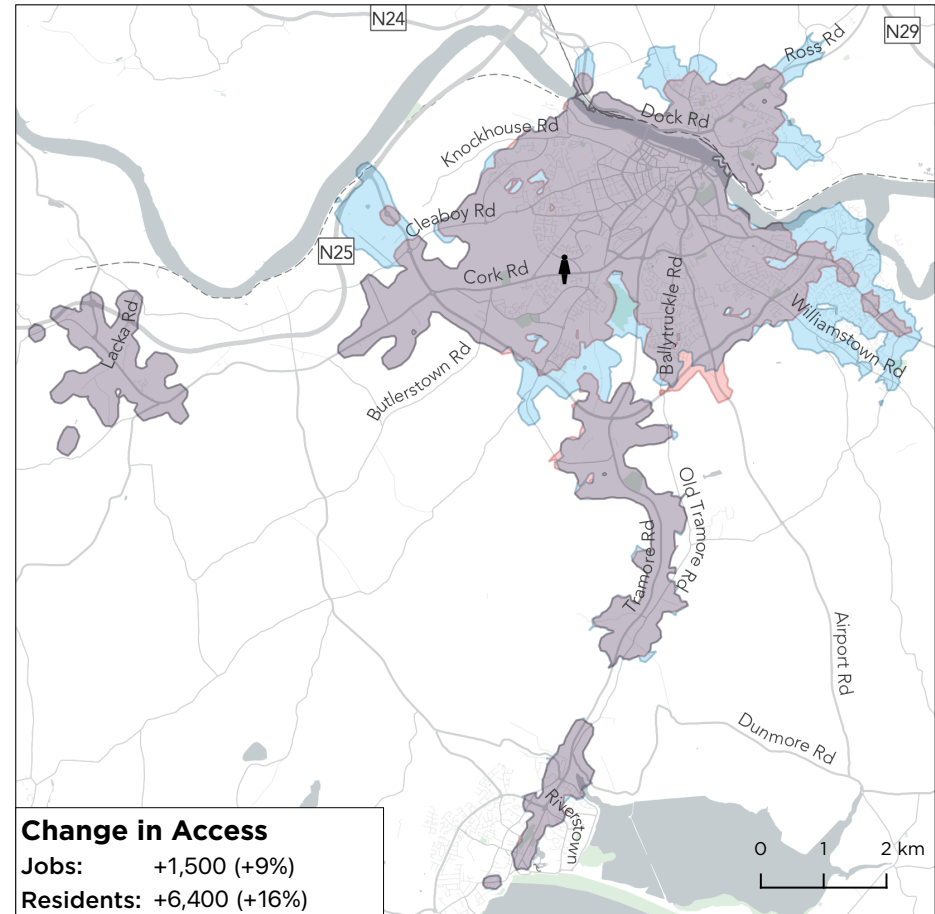 N24
N29
Ross Rd
Dock Rd
Knockhouse Rd
Cleaboy Rd
N25
Cork Rd
Ballytruckle Rd
Williamstown Rd
Lacka Rd
Butlerstown Rd
Old Tramore Rd
Tramore Rd
Airport Rd
Dunmore Rd
Riverstown
0 1 2 km
Change in Access
Jobs: +1,500 (+9%)
Residents: +6,400 (+16%)